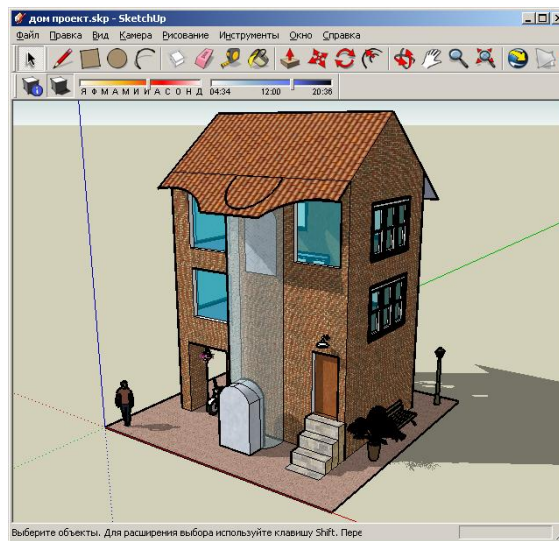 дом проект.skp - SketchUp
Файл Правка Вид Камера Рисование Инструменты Окно Справка
Я Ф М А М И И А С О Н Д 04:34 12:00 20:36
Выберите объекты. Для расширения выбора используйте клавишу Shift. Пере